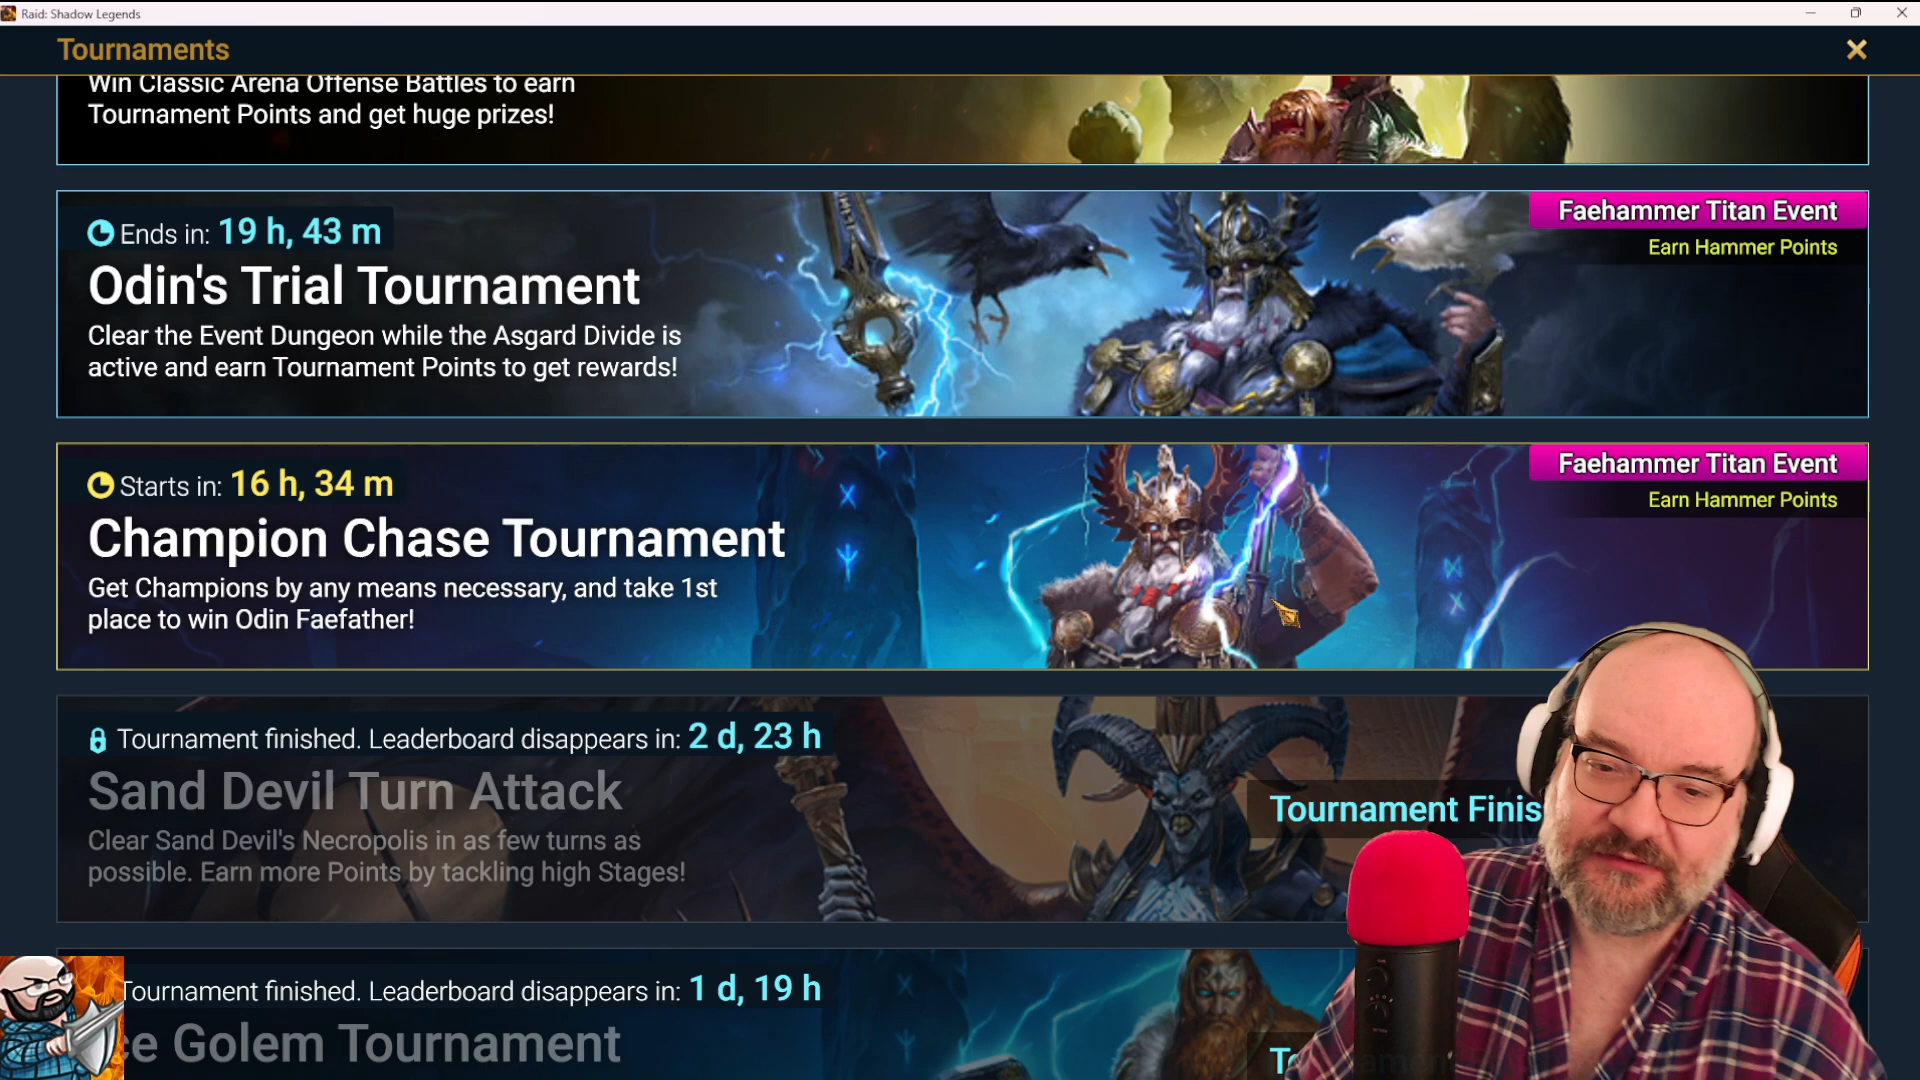 Raid: Shadow Legends
Tournaments
Win Classic Arena Offense Battles to earn
Tournament Points and get huge prizes!
Ends in: 19 h, 43 m
Odin's Trial Tournament
Clear the Event Dungeon while the Asgard Divide is
active and earn Tournament Points to get rewards!
Faehammer Titan Event
Earn Hammer Points
Starts in: 16 h, 34 m
Champion Chase Tournament
Get Champions by any means necessary, and take 1st
place to win Odin Faefather!
Faehammer Titan Event
Earn Hammer Points
Tournament finished. Leaderboard disappears in: 2 d, 23 h
Sand Devil Turn Attack
Clear Sand Devil's Necropolis in as few turns as
possible. Earn more Points by tackling high Stages!
Tournament Finis
Tournament finished. Leaderboard disappears in: 1 d, 19 h
ce Golem Tournament